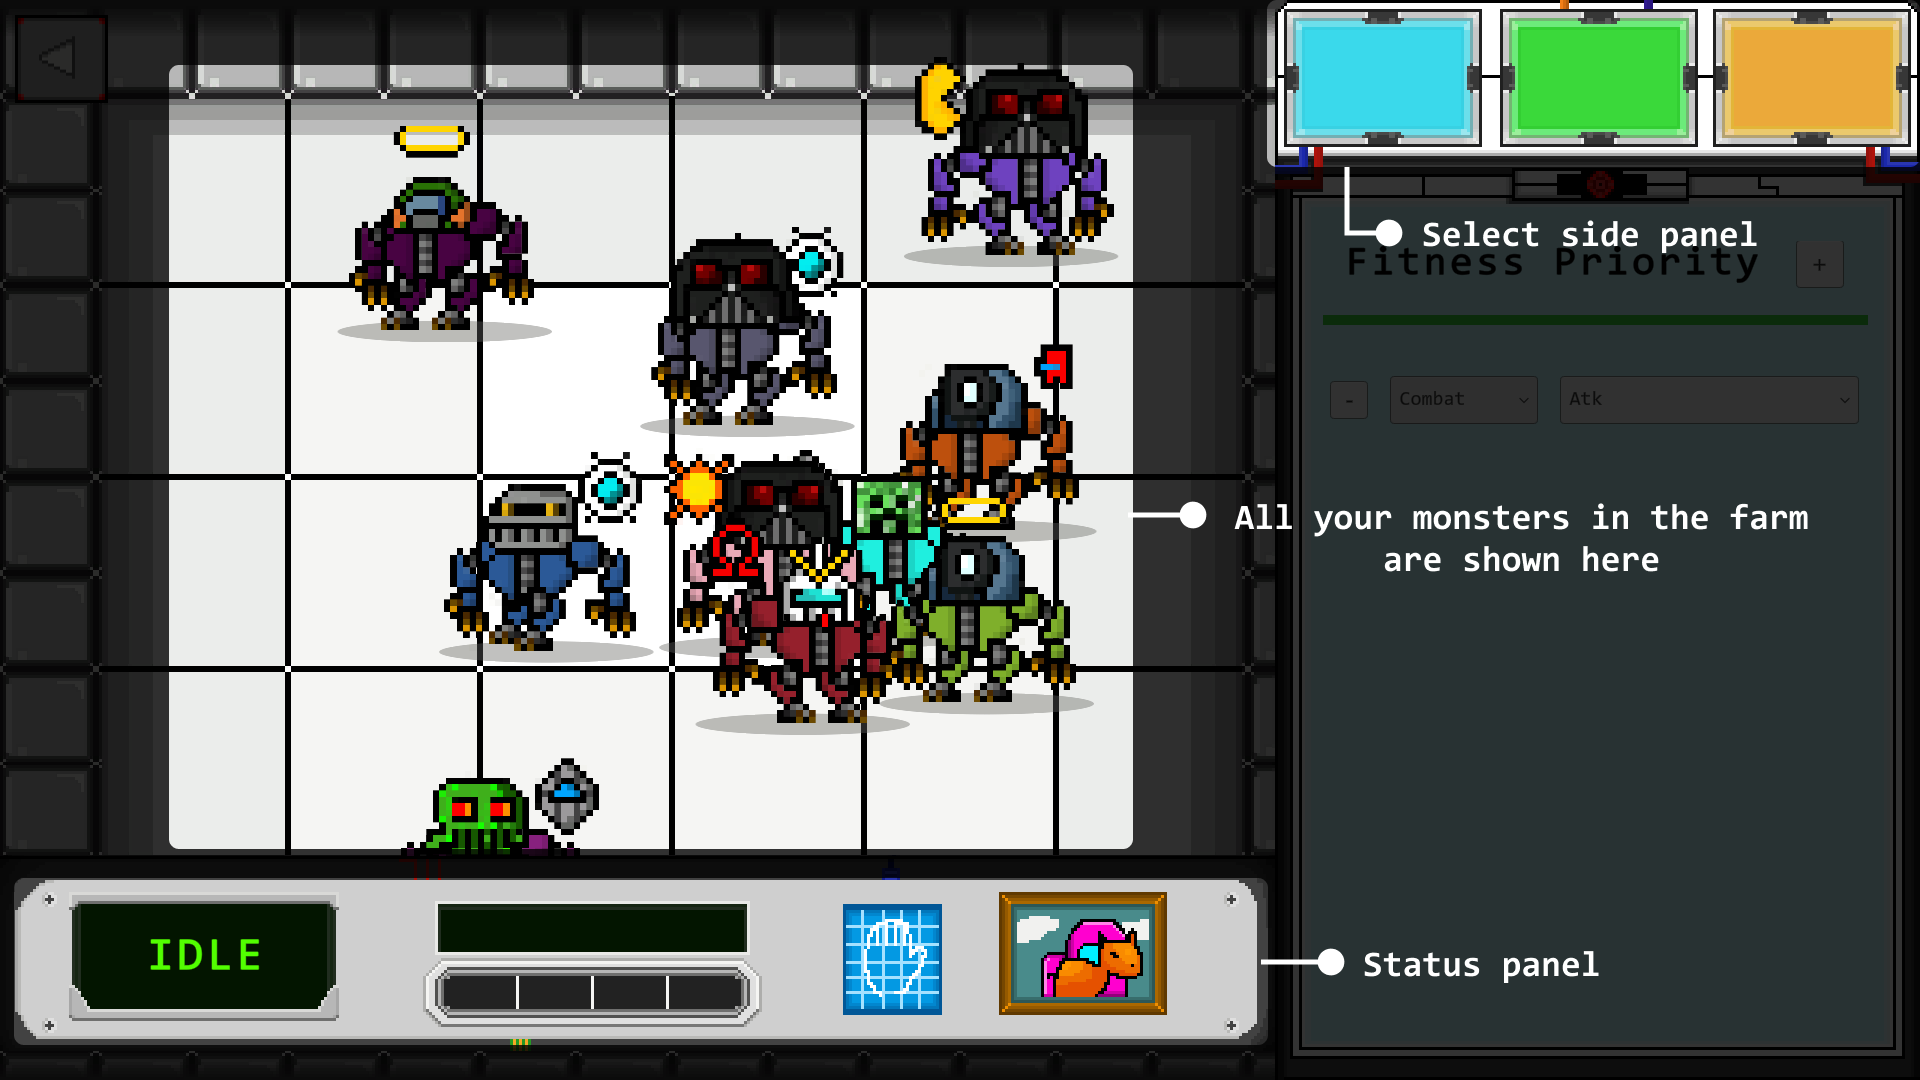 Select side panel
Fitness Priority
+
-
Combat
Atk
All your monsters in the farm
are shown here
IDLE
Status panel